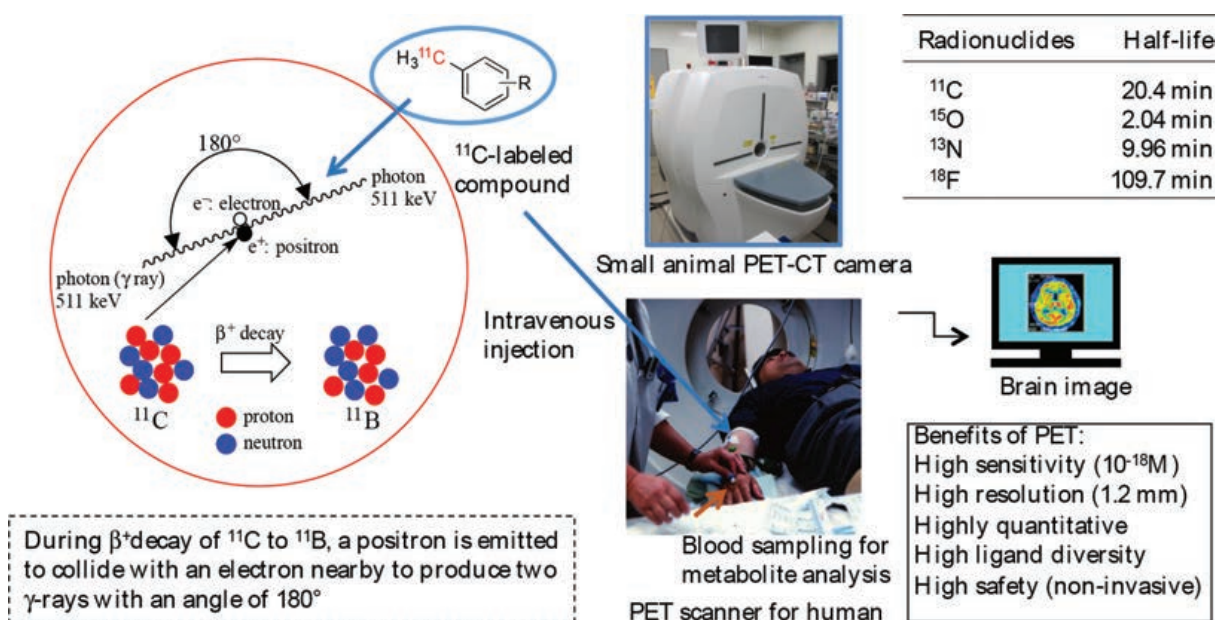 H₃¹¹C
R
180°
photon
511 keV
e⁻: electron
e⁺: positron
photon (γ ray)
511 keV
β⁺ decay
¹¹C
¹¹B
proton
neutron
During β⁺decay of ¹¹C to ¹¹B, a positron is emitted
to collide with an electron nearby to produce two
γ-rays with an angle of 180°
¹¹C-labeled
compound
Intravenous
injection
Small animal PET-CT camera
Blood sampling for
metabolite analysis
PET scanner for human
Radionuclides Half-life
¹¹C 20.4 min
¹⁵O 2.04 min
¹³N 9.96 min
¹⁸F 109.7 min
Brain image
Benefits of PET:
High sensitivity (10⁻¹⁸M)
High resolution (1.2 mm)
Highly quantitative
High ligand diversity
High safety (non-invasive)